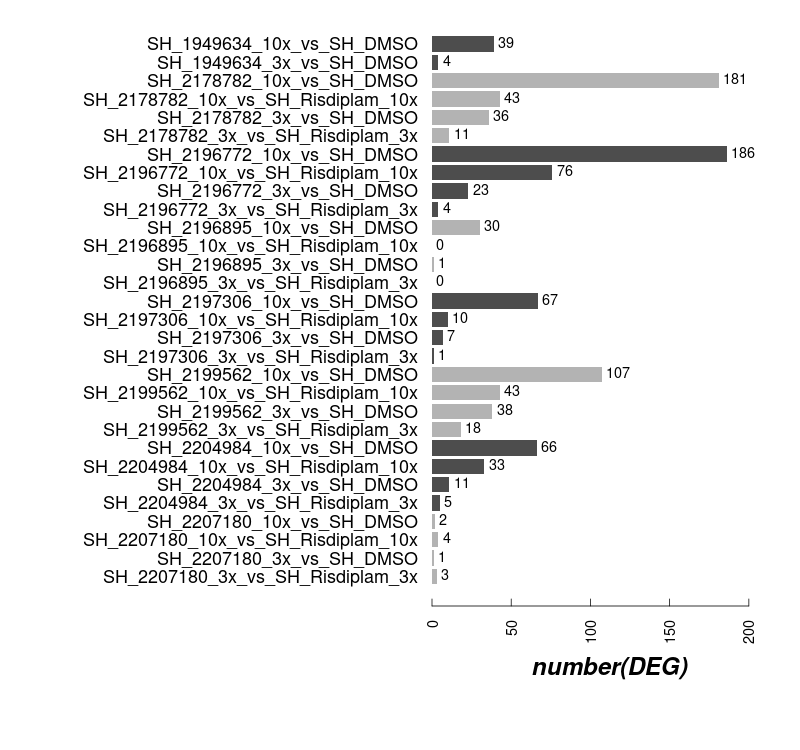 SH_1949634_10x_vs_SH_DMSO 39
SH_1949634_3x_vs_SH_DMSO 4
SH_2178782_10x_vs_SH_DMSO 181
SH_2178782_10x_vs_SH_Risdiplam_10x 43
SH_2178782_3x_vs_SH_DMSO 36
SH_2178782_3x_vs_SH_Risdiplam_3x 11
SH_2196772_10x_vs_SH_DMSO 186
SH_2196772_10x_vs_SH_Risdiplam_10x 76
SH_2196772_3x_vs_SH_DMSO 23
SH_2196772_3x_vs_SH_Risdiplam_3x 4
SH_2196895_10x_vs_SH_DMSO 30
SH_2196895_10x_vs_SH_Risdiplam_10x 0
SH_2196895_3x_vs_SH_DMSO 1
SH_2196895_3x_vs_SH_Risdiplam_3x 0
SH_2197306_10x_vs_SH_DMSO 67
SH_2197306_10x_vs_SH_Risdiplam_10x 10
SH_2197306_3x_vs_SH_DMSO 7
SH_2197306_3x_vs_SH_Risdiplam_3x 1
SH_2199562_10x_vs_SH_DMSO 107
SH_2199562_10x_vs_SH_Risdiplam_10x 43
SH_2199562_3x_vs_SH_DMSO 38
SH_2199562_3x_vs_SH_Risdiplam_3x 18
SH_2204984_10x_vs_SH_DMSO 66
SH_2204984_10x_vs_SH_Risdiplam_10x 33
SH_2204984_3x_vs_SH_DMSO 11
SH_2204984_3x_vs_SH_Risdiplam_3x 5
SH_2207180_10x_vs_SH_DMSO 2
SH_2207180_10x_vs_SH_Risdiplam_10x 4
SH_2207180_3x_vs_SH_DMSO 1
SH_2207180_3x_vs_SH_Risdiplam_3x 3
0 50 100 150 200
number(DEG)